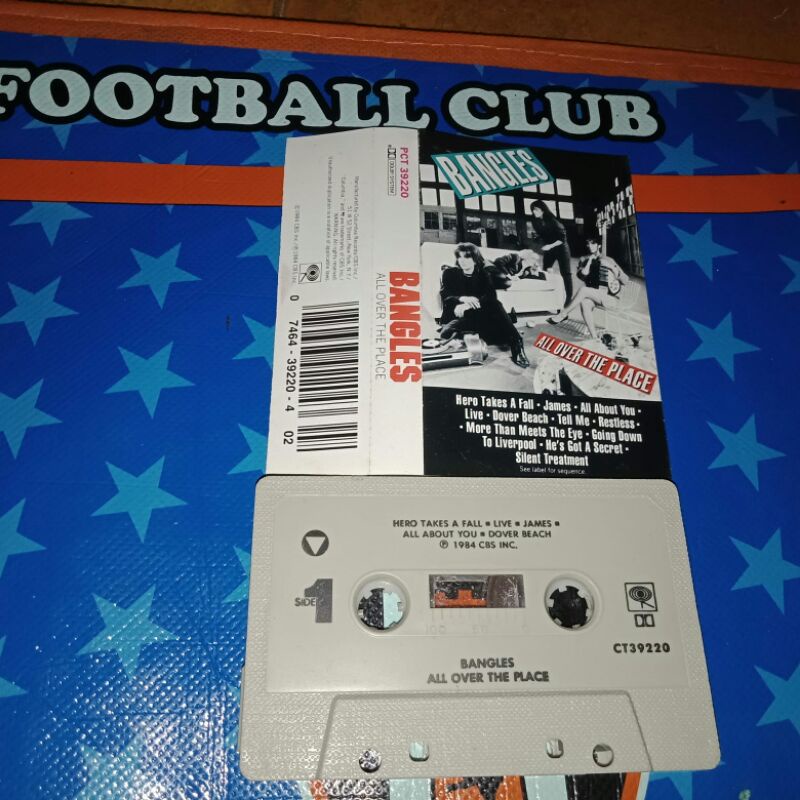 FOOTBALL CLUB
PCT 39220
DOLBY SYSTEM
BANGLES
ALL OVER THE PLACE
0 7464-39220-4 02
BANGLES
ALL OVER THE PLACE
Hero Takes A Fall • James • All About You •
Live • Dover Beach • Tell Me • Restless •
• More Than Meets The Eye • Going Down
To Liverpool • He's Got A Secret •
Silent Treatment
See label for sequence.
HERO TAKES A FALL ■ LIVE ■ JAMES ■
ALL ABOUT YOU ■ DOVER BEACH
℗ 1984 CBS INC.
SIDE 1
CT39220
BANGLES
ALL OVER THE PLACE